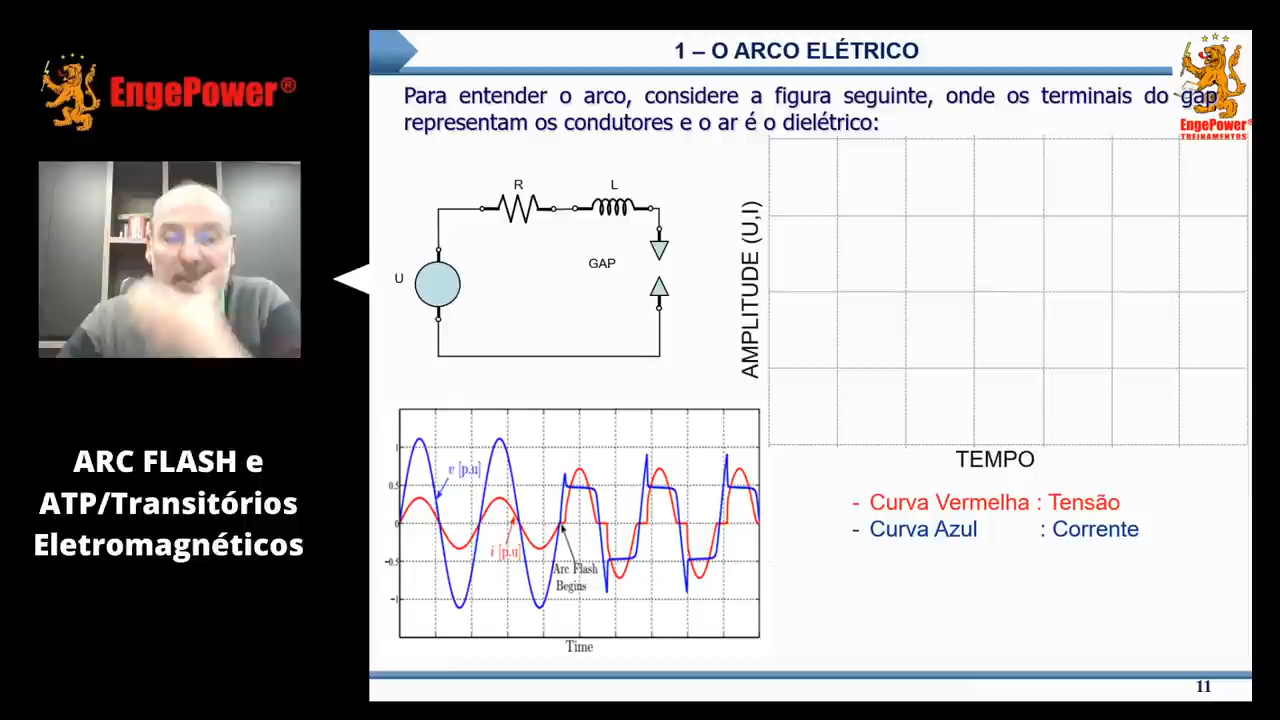 EngePower®
ARC FLASH e
ATP/Transitórios
Eletromagnéticos
1 – O ARCO ELÉTRICO
EngePower
TREINAMENTOS
Para entender o arco, considere a figura seguinte, onde os terminais do gap
representam os condutores e o ar é o dielétrico:
R
L
U
GAP
AMPLITUDE (U,I)
TEMPO
- Curva Vermelha : Tensão
- Curva Azul : Corrente
1
0.5
0
-0.5
-1
v [p.u]
i [p.u]
Arc Flash
Begins
Time
11